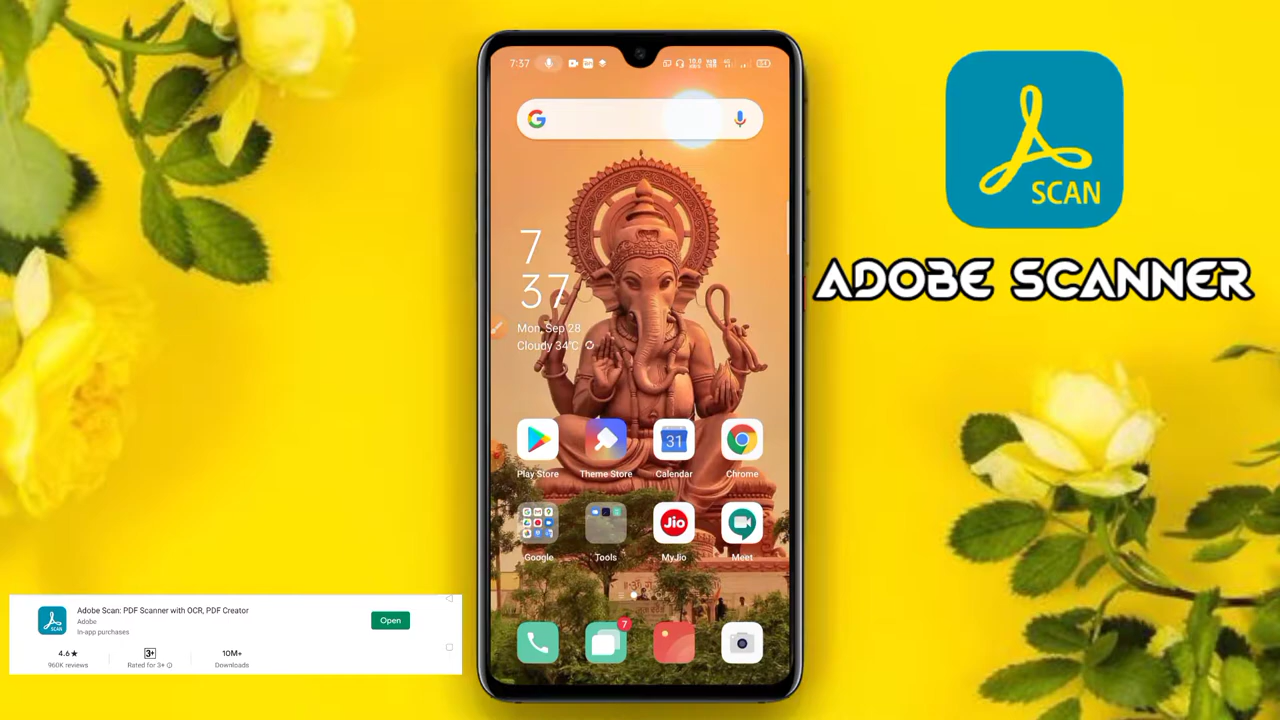 7:37
SCAN
ADOBE SCANNER
7
37
Mon, Sep 28
Cloudy 34°C
31
Play Store
Theme Store
Calendar
Chrome
Jio
Google
Tools
MyJio
Meet
7
SCAN
Adobe Scan: PDF Scanner with OCR, PDF Creator
Adobe
In-app purchases
Open
4.6★
3+
10M+
960K reviews
Rated for 3+
Downloads